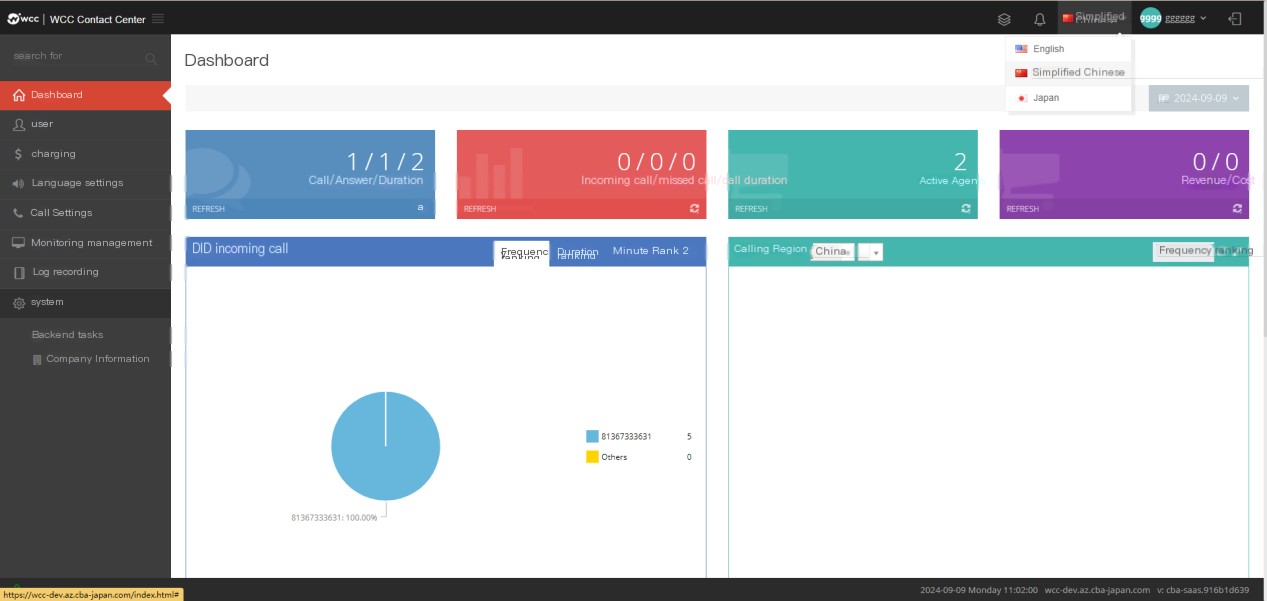 wcc | WCC Contact Center
Simplified
9999 gggggg
English
Simplified Chinese
Japan
search for
Dashboard
2024-09-09
Dashboard
user
charging
Language settings
Call Settings
Monitoring management
Log recording
system
Backend tasks
Company Information
1 / 1 / 2
Call/Answer/Duration
REFRESH
a
0 / 0 / 0
Incoming call/missed call/call duration
REFRESH
2
Active Agen
REFRESH
0 / 0
Revenue/Cost
REFRESH
DID incoming call
Frequenc
ranking
Duration
ranking
Minute Rank 2
Calling Region
China
Frequency ranking
81367333631 5
Others 0
81367333631: 100.00%
https://wcc-dev.az.cba-japan.com/index.html#
2024-09-09 Monday 11:02:00 wcc-dev.az.cba-japan.com v: cba-saas.916b1d639